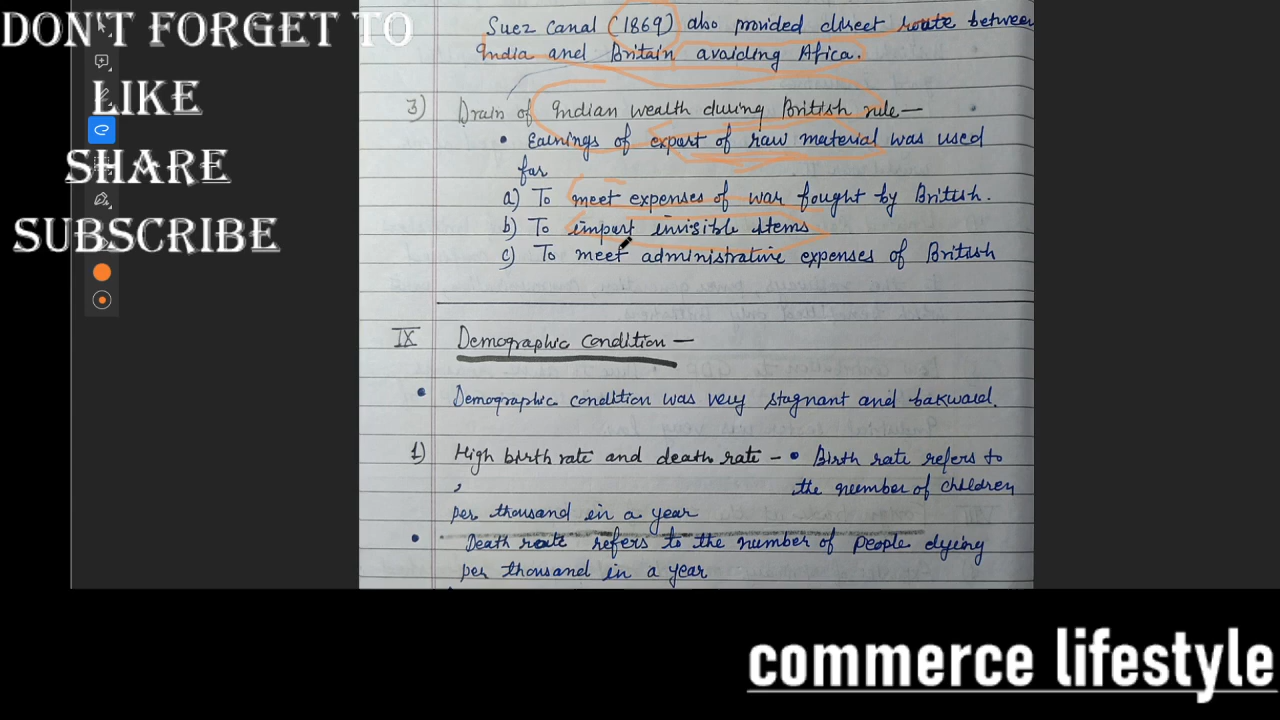 DON'T FORGET TO
LIKE
SHARE
SUBSCRIBE
Suez Canal (1869) also provided direct route between
India and Britain avaiding Africa.
3) Drain of Indian wealth during British rule—
• Earnings of export of raw material was used
for
a) To meet expenses of war fought by British.
b) To import invisible Items
c) To meet administrative expenses of British
IX Demographic Condition —
• Demographic condition was very stagnant and bakward.
1) High birth rate and death rate - • Birth rate refers to
the number of children
per thousand in a year
• Death rate refers to the number of people dying
per thousand in a year
commerce lifestyle